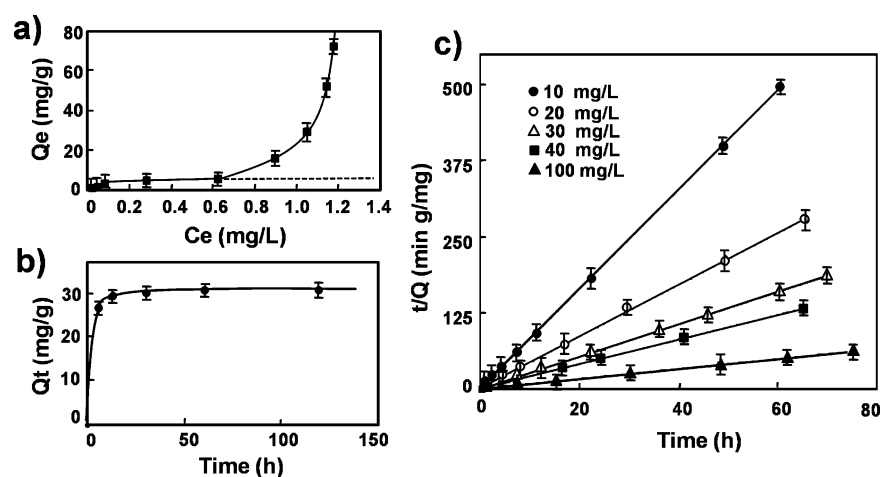 a)
80
60
40
20
0
Qe (mg/g)
0 0.2 0.4 0.6 0.8 1.0 1.2 1.4
Ce (mg/L)
b)
30
30
30
0
Qt (mg/g)
0 50 100 150
Time (h)
c)
500
375
250
125
0
t/Q (min g/mg)
10 mg/L
20 mg/L
30 mg/L
40 mg/L
100 mg/L
0 20 40 60 80
Time (h)